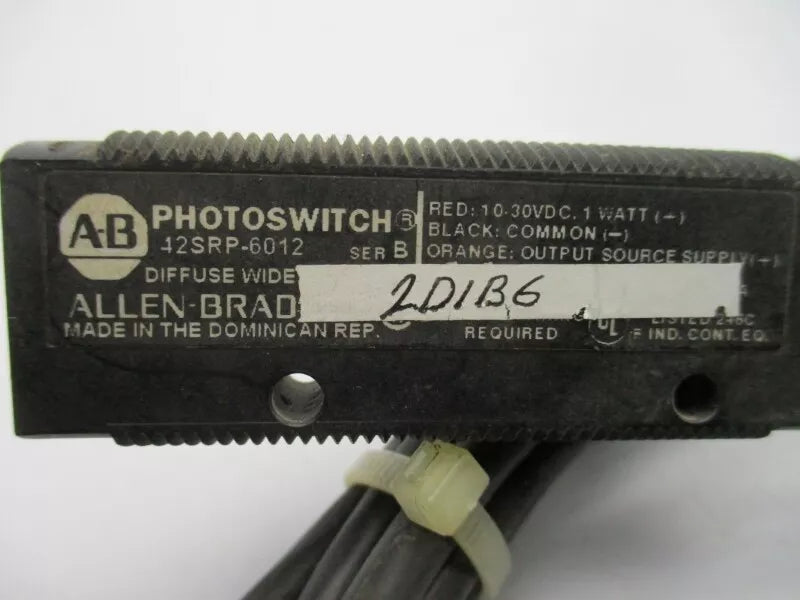 A-B
PHOTOSWITCH®
42SRP-6012 SER B
DIFFUSE WIDE
ALLEN-BRAD
MADE IN THE DOMINICAN REP.
RED: 10-30VDC. 1 WATT (+)
BLACK: COMMON (-)
ORANGE: OUTPUT SOURCE SUPPLY (+)
2D1B6
REQUIRED
LISTED 246C
IND. CONT. EQ.